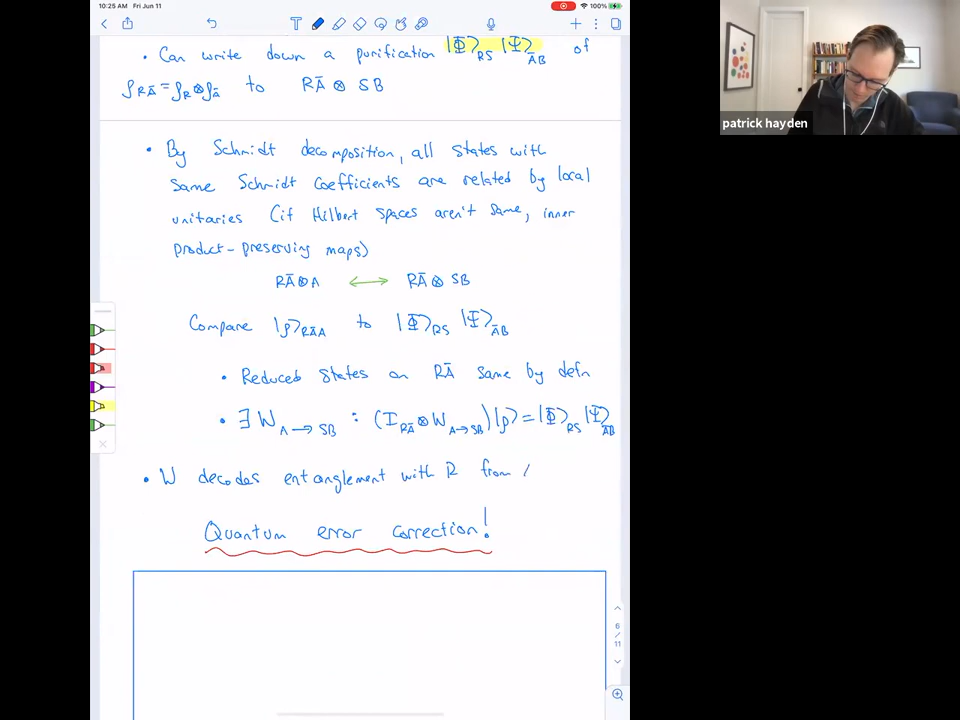 10:25 AM Fri Jun 11
100%
• Can write down a purification |Φ⟩_RS |Ψ⟩_ĀB of
ρ_RĀ = ρ_R ⊗ ρ_Ā to RĀ ⊗ SB
• By Schmidt decomposition, all states with
same Schmidt coefficients are related by local
unitaries (if Hilbert spaces aren't same, inner
product-preserving maps)
RĀ⊗A ⟷ RĀ⊗ SB
Compare |ρ⟩_RĀA to |Φ⟩_RS |Ψ⟩_ĀB
• Reduced states on RĀ same by defn
• ∃ W_A→SB : (I_RĀ ⊗ W_A→SB)|ρ⟩ = |Φ⟩_RS |Ψ⟩_ĀB
• W decodes entanglement with R from
Quantum error correction!
6
/
11
patrick hayden